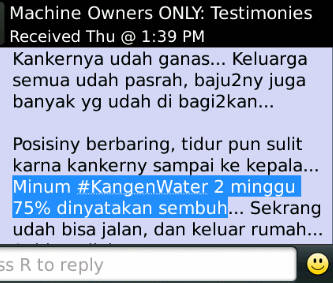 Machine Owners ONLY: Testimonies
Received Thu @ 1:39 PM
Kankernya udah ganas... Keluarga
semua udah pasrah, baju2ny juga
banyak yg udah di bagi2kan...
Posisiny berbaring, tidur pun sulit
karna kankerny sampai ke kepala...
Minum #KangenWater 2 minggu
75% dinyatakan sembuh... Sekrang
udah bisa jalan, dan keluar rumah...
ss R to reply